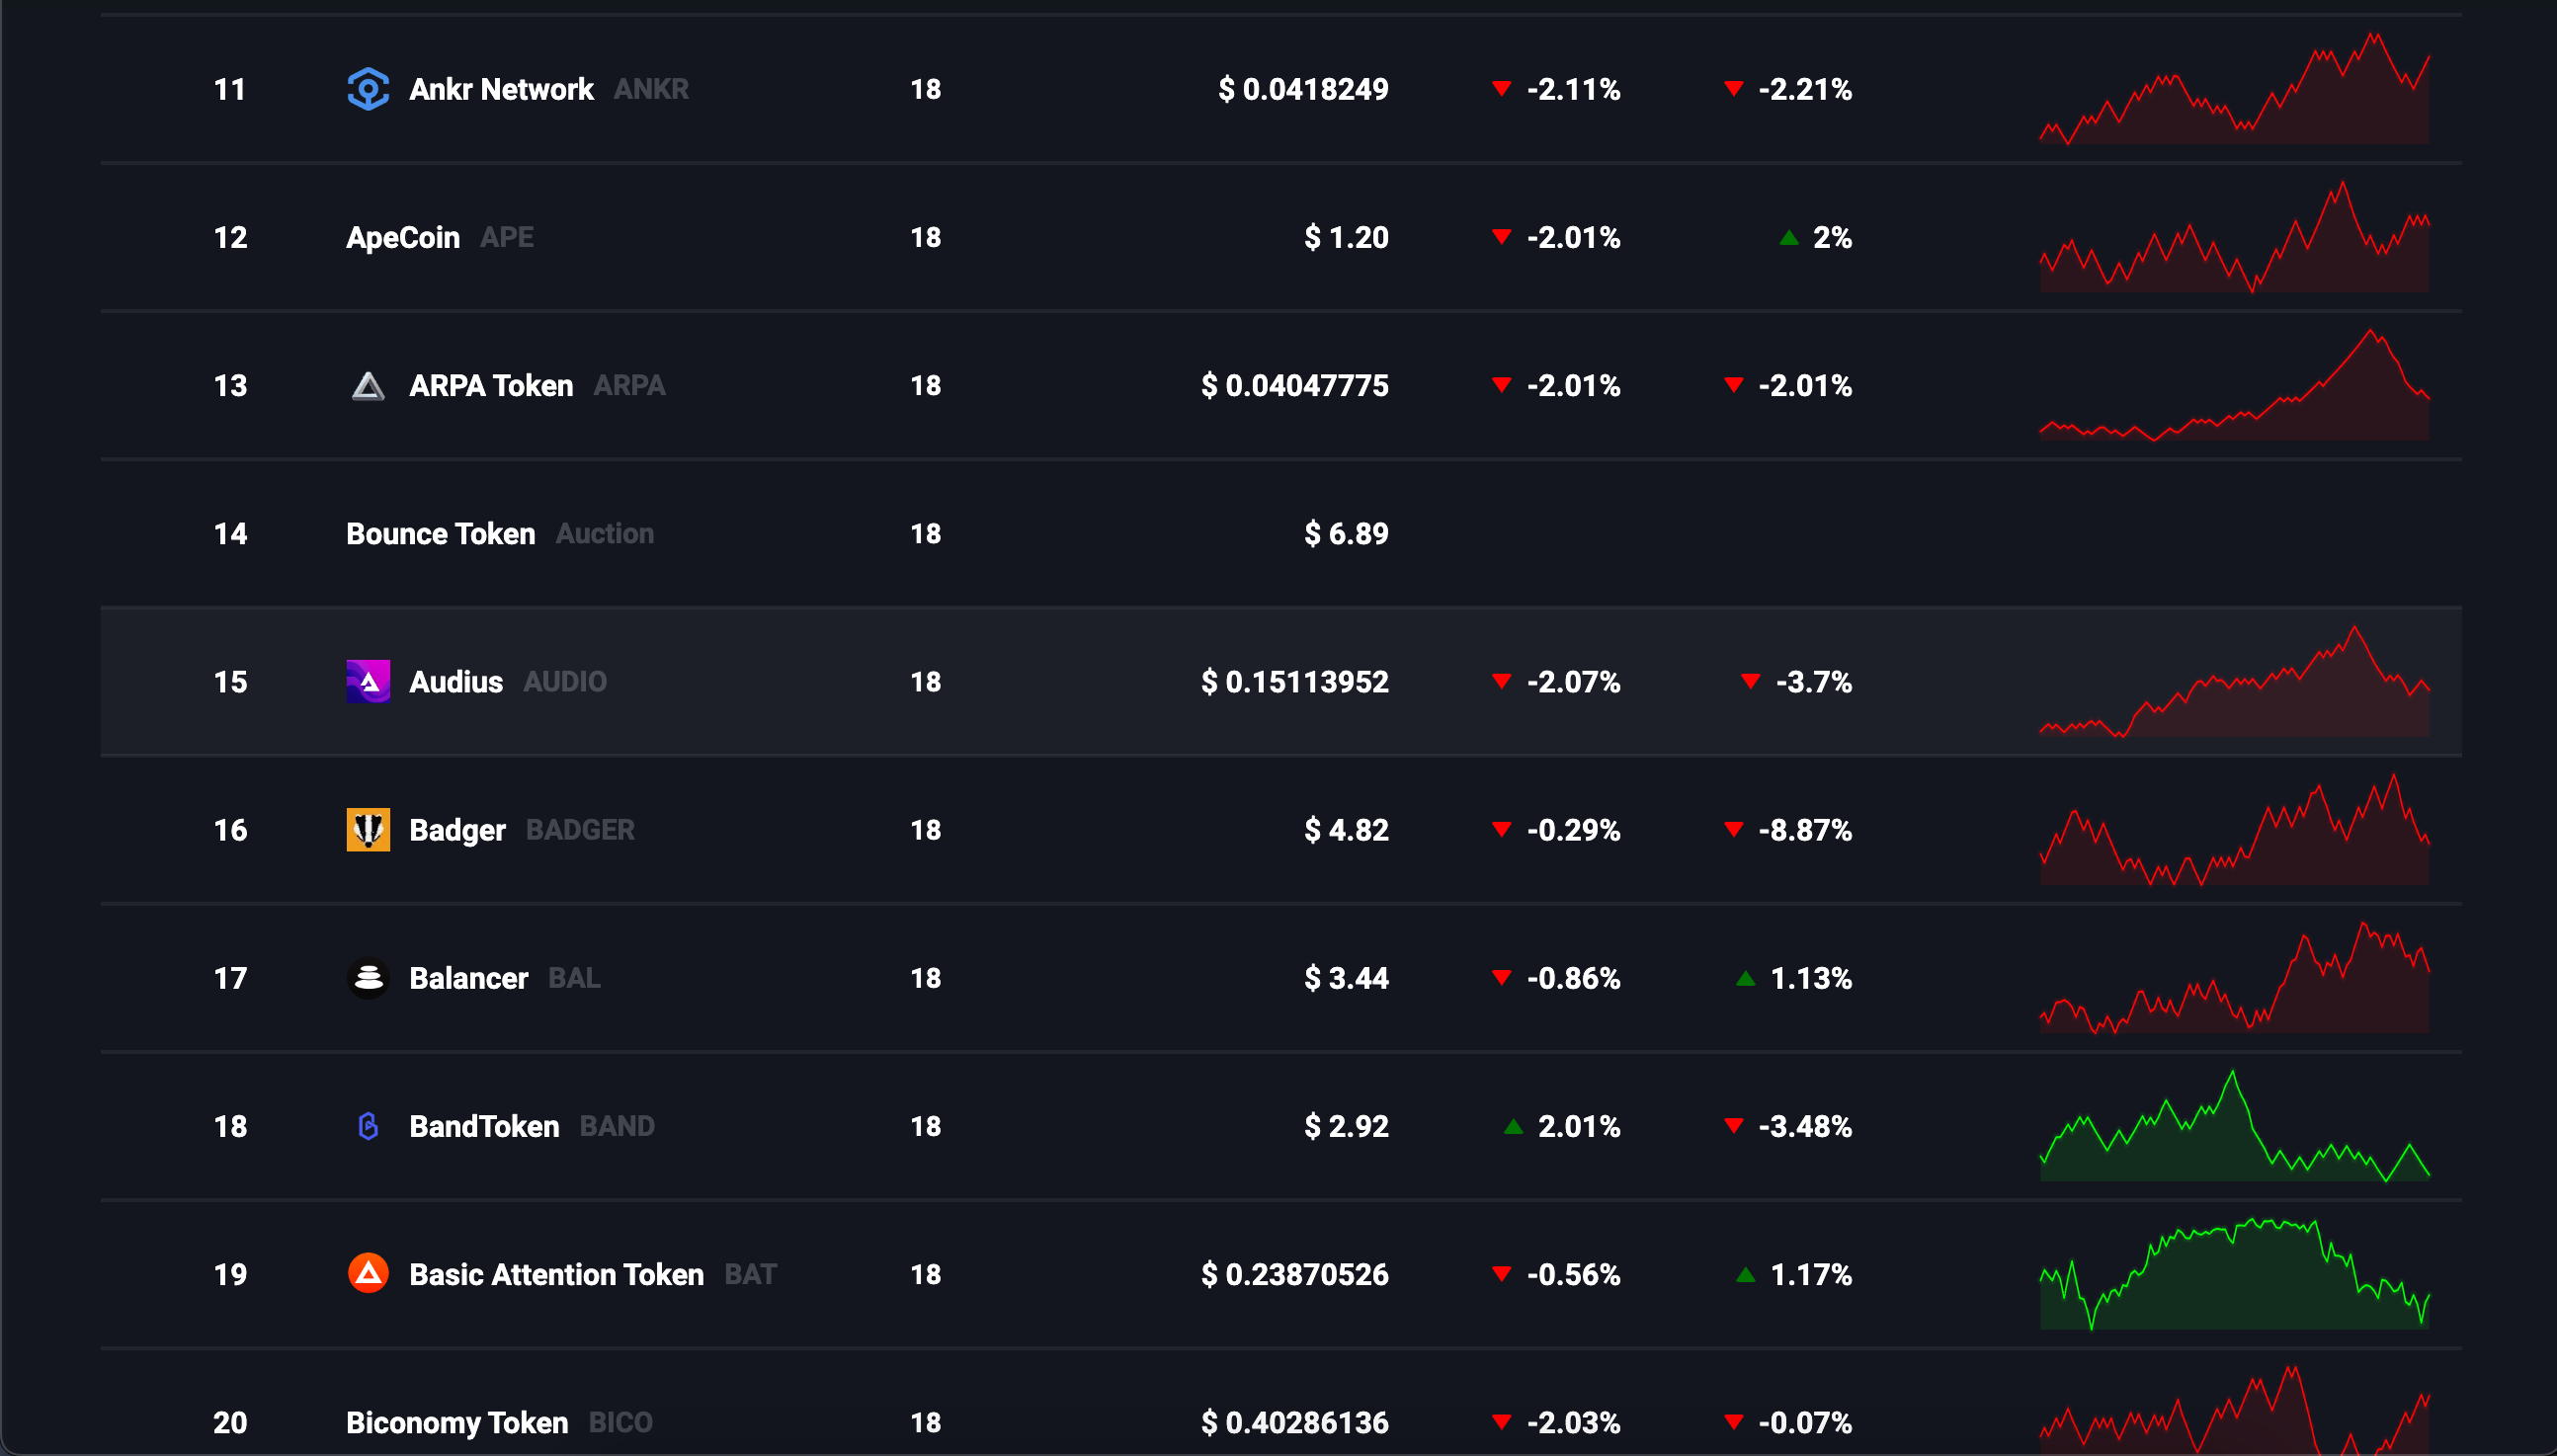 11 Ankr Network ANKR 18 $ 0.0418249 -2.11% -2.21%
12 ApeCoin APE 18 $ 1.20 -2.01% 2%
13 ARPA Token ARPA 18 $ 0.04047775 -2.01% -2.01%
14 Bounce Token Auction 18 $ 6.89
15 Audius AUDIO 18 $ 0.15113952 -2.07% -3.7%
16 Badger BADGER 18 $ 4.82 -0.29% -8.87%
17 Balancer BAL 18 $ 3.44 -0.86% 1.13%
18 BandToken BAND 18 $ 2.92 2.01% -3.48%
19 Basic Attention Token BAT 18 $ 0.23870526 -0.56% 1.17%
20 Biconomy Token BICO 18 $ 0.40286136 -2.03% -0.07%